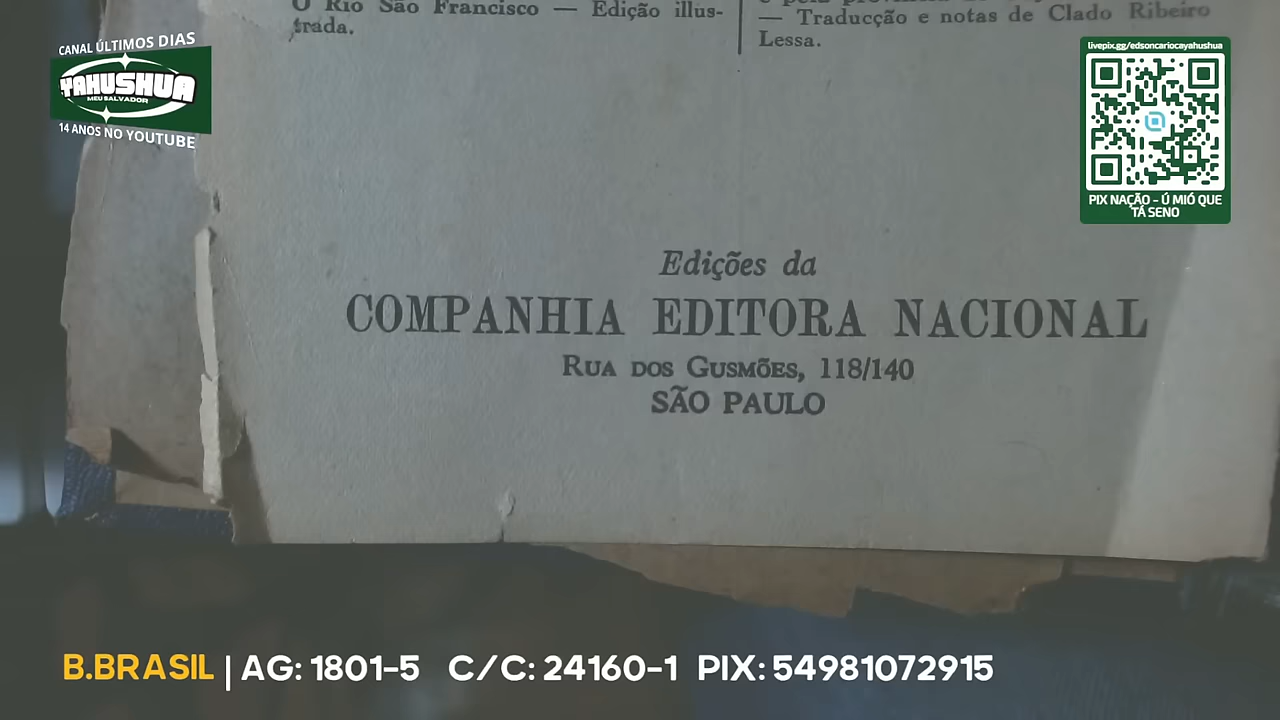 O Rio São Francisco — Edição illus-
trada.
— Traducção e notas de Clado Ribeiro
Lessa.
CANAL ÚLTIMOS DIAS
YAHUSHUA
MEU SALVADOR
14 ANOS NO YOUTUBE
livepix.gg/edsoncariocayahushua
PIX NAÇÃO - Ú MIÓ QUE
TÁ SENO
Edições da
COMPANHIA EDITORA NACIONAL
Rua dos Gusmões, 118/140
SÃO PAULO
B.BRASIL | AG: 1801-5 C/C: 24160-1 PIX: 54981072915